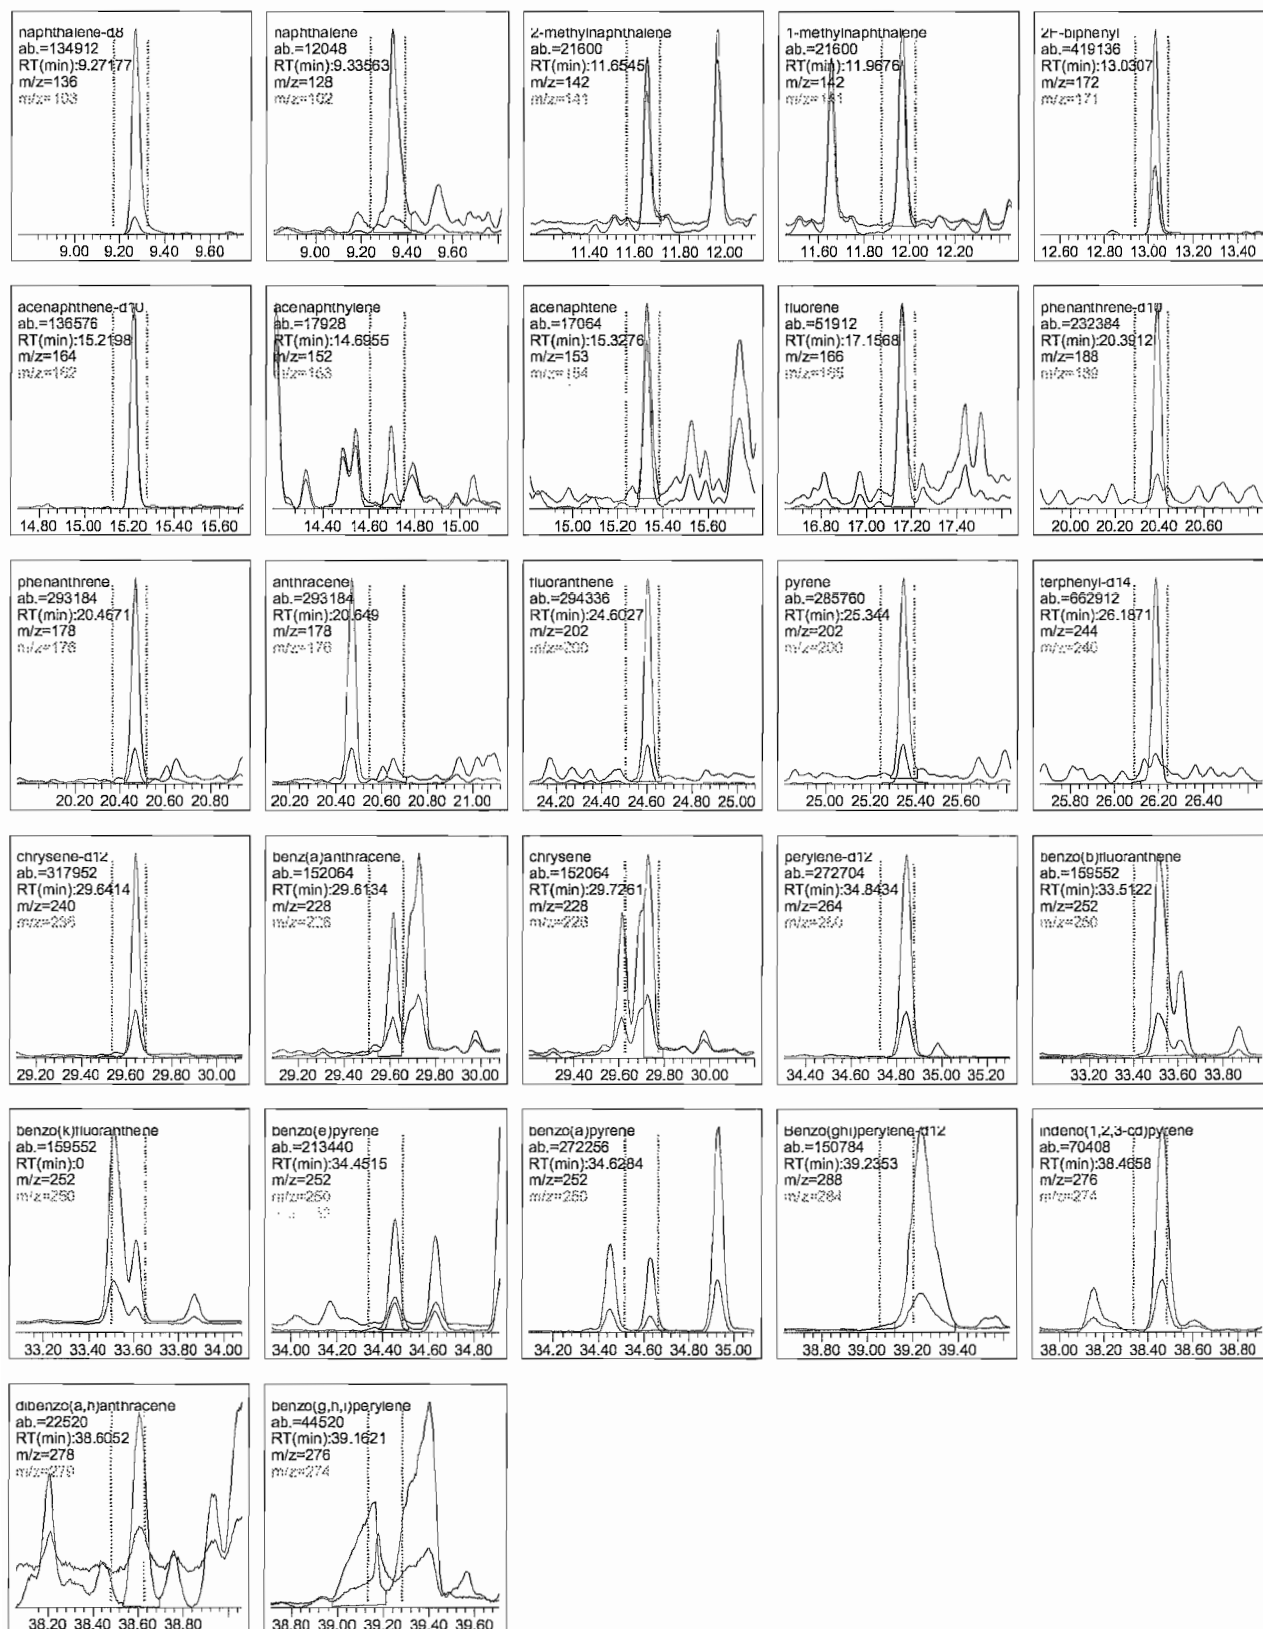 naphthalene-d8
ab.=134912
RT(min):9.27177
m/z=136
m/z=103
9.00 9.20 9.40 9.60
naphthalene
ab.=12048
RT(min):9.33563
m/z=128
m/z=102
9.00 9.20 9.40 9.60
2-methylnaphthalene
ab.=21600
RT(min):11.6545
m/z=142
m/z=141
11.40 11.60 11.80 12.00
1-methylnaphthalene
ab.=21600
RT(min):11.9676
m/z=142
m/z=141
11.60 11.80 12.00 12.20
2F-biphenyl
ab.=419136
RT(min):13.0307
m/z=172
m/z=171
12.60 12.80 13.00 13.20 13.40
acenaphthene-d10
ab.=136576
RT(min):15.2198
m/z=164
m/z=162
14.80 15.00 15.20 15.40 15.60
acenaphthylene
ab.=17928
RT(min):14.6955
m/z=152
m/z=153
14.40 14.60 14.80 15.00
acenaphtene
ab.=17064
RT(min):15.3276
m/z=153
m/z=154
15.00 15.20 15.40 15.60
fluorene
ab.=51912
RT(min):17.1568
m/z=166
m/z=165
16.80 17.00 17.20 17.40
phenanthrene-d10
ab.=232384
RT(min):20.3912
m/z=188
m/z=189
20.00 20.20 20.40 20.60
phenanthrene
ab.=293184
RT(min):20.4671
m/z=178
m/z=176
20.20 20.40 20.60 20.80
anthracene
ab.=293184
RT(min):20.649
m/z=178
m/z=176
20.20 20.40 20.60 20.80 21.00
fluoranthene
ab.=294336
RT(min):24.6027
m/z=202
m/z=200
24.20 24.40 24.60 24.80 25.00
pyrene
ab.=285760
RT(min):25.344
m/z=202
m/z=200
25.00 25.20 25.40 25.60
terphenyl-d14
ab.=662912
RT(min):26.1871
m/z=244
m/z=240
25.80 26.00 26.20 26.40
chrysene-d12
ab.=317952
RT(min):29.6414
m/z=240
m/z=236
29.20 29.40 29.60 29.80 30.00
benz(a)anthracene
ab.=152064
RT(min):29.6134
m/z=228
m/z=226
29.20 29.40 29.60 29.80 30.00
chrysene
ab.=152064
RT(min):29.7261
m/z=228
m/z=226
29.40 29.60 29.80 30.00
perylene-d12
ab.=272704
RT(min):34.8434
m/z=264
m/z=260
34.40 34.60 34.80 35.00 35.20
benzo(b)fluoranthene
ab.=159552
RT(min):33.5122
m/z=252
m/z=250
33.20 33.40 33.60 33.80
benzo(k)fluoranthene
ab.=159552
RT(min):0
m/z=252
m/z=250
33.20 33.40 33.60 33.80 34.00
benzo(e)pyrene
ab.=213440
RT(min):34.4515
m/z=252
m/z=250
34.00 34.20 34.40 34.60 34.80
benzo(a)pyrene
ab.=272256
RT(min):34.6284
m/z=252
m/z=250
34.20 34.40 34.60 34.80 35.00
Benzo(ghi)perylene-d12
ab.=150784
RT(min):39.2353
m/z=288
m/z=284
38.80 39.00 39.20 39.40
indeno(1,2,3-cd)pyrene
ab.=70408
RT(min):38.4658
m/z=276
m/z=274
38.00 38.20 38.40 38.60 38.80
dibenzo(a,h)anthracene
ab.=22520
RT(min):38.6052
m/z=278
m/z=279
38.20 38.40 38.60 38.80
benzo(g,h,i)perylene
ab.=44520
RT(min):39.1621
m/z=276
m/z=274
38.80 39.00 39.20 39.40 39.60